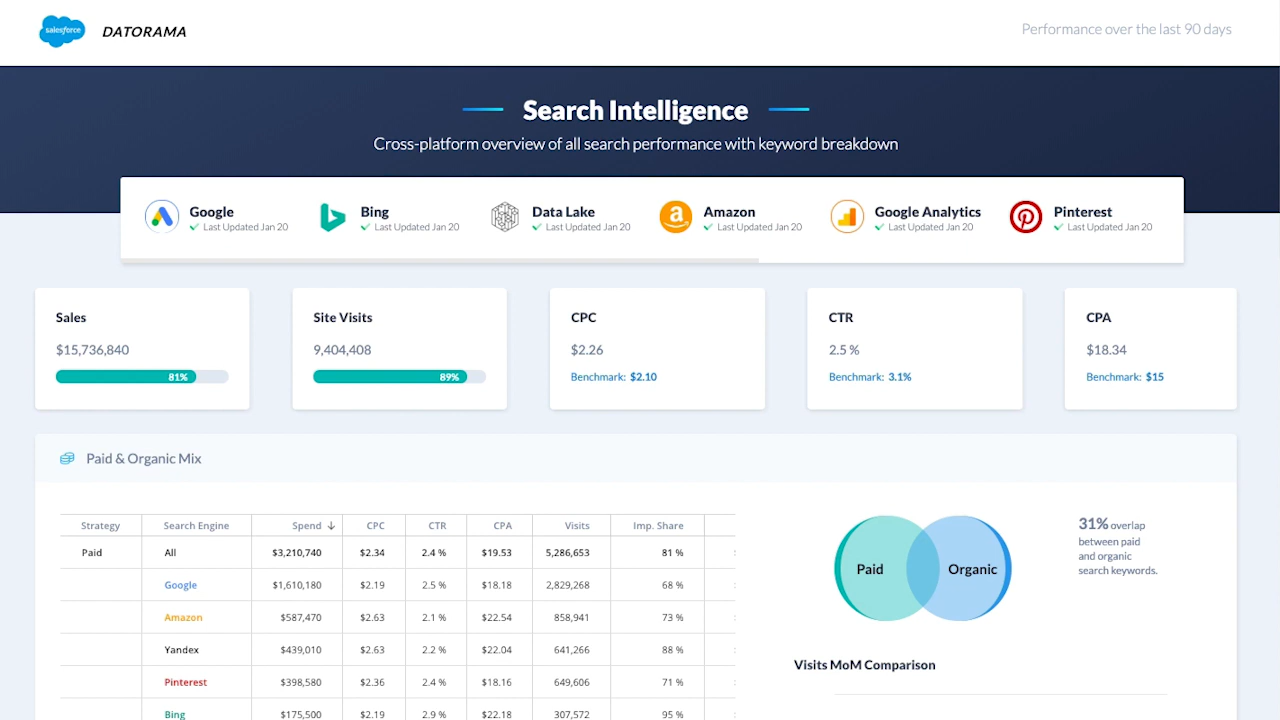 salesforce
DATORAMA
Performance over the last 90 days
Search Intelligence
Cross-platform overview of all search performance with keyword breakdown
Google
Last Updated Jan 20
Bing
Last Updated Jan 20
Data Lake
Last Updated Jan 20
Amazon
Last Updated Jan 20
Google Analytics
Last Updated Jan 20
Pinterest
Last Updated Jan 20
Sales
$15,736,840
81%
Site Visits
9,404,408
89%
CPC
$2.26
Benchmark: $2.10
CTR
2.5 %
Benchmark: 3.1%
CPA
$18.34
Benchmark: $15
Paid & Organic Mix
Strategy Search Engine Spend ↓ CPC CTR CPA Visits Imp. Share
Paid All $3,210,740 $2.34 2.4 % $19.53 5,286,653 81 %
Google $1,610,180 $2.19 2.5 % $18.18 2,829,268 68 %
Amazon $587,470 $2.63 2.1 % $22.54 858,941 73 %
Yandex $439,010 $2.63 2.2 % $22.04 641,266 88 %
Pinterest $398,580 $2.36 2.4 % $18.16 649,606 71 %
Bing $175,500 $2.19 2.9 % $22.18 307,572 95 %
Paid
Organic
31% overlap
between paid
and organic
search keywords.
Visits MoM Comparison